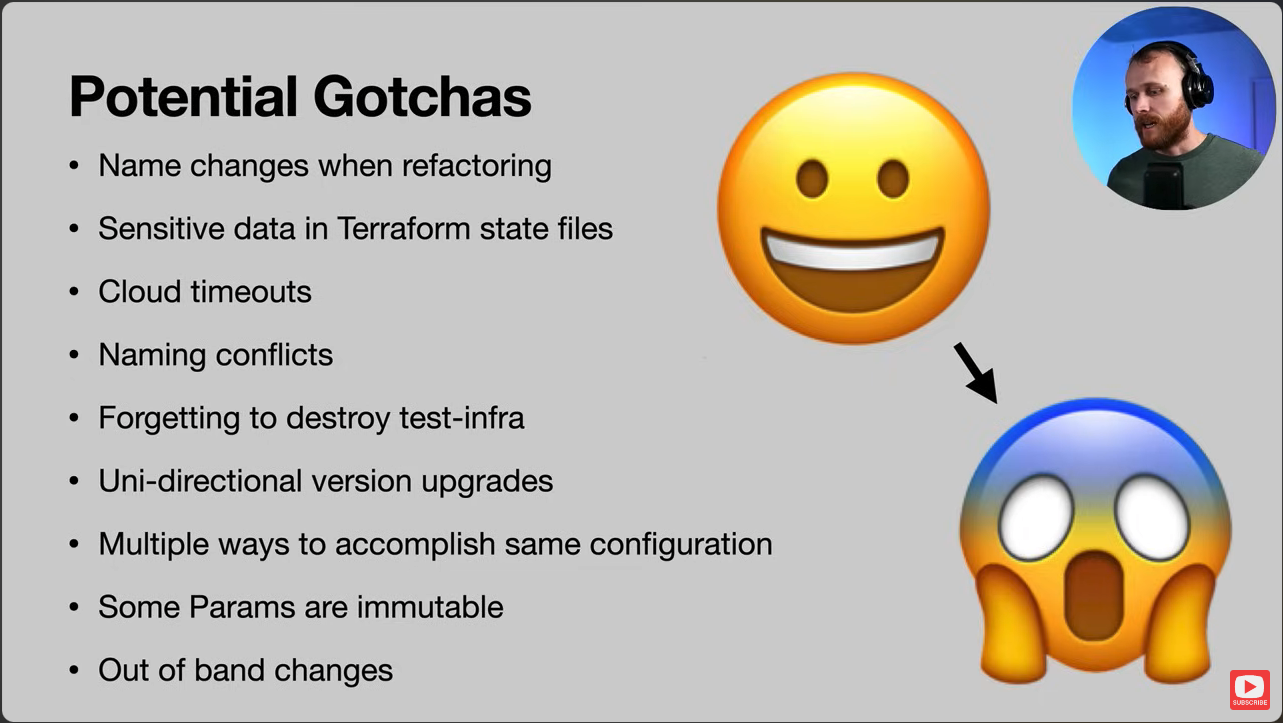 Potential Gotchas
• Name changes when refactoring
• Sensitive data in Terraform state files
• Cloud timeouts
• Naming conflicts
• Forgetting to destroy test-infra
• Uni-directional version upgrades
• Multiple ways to accomplish same configuration
• Some Params are immutable
• Out of band changes
SUBSCRIBE